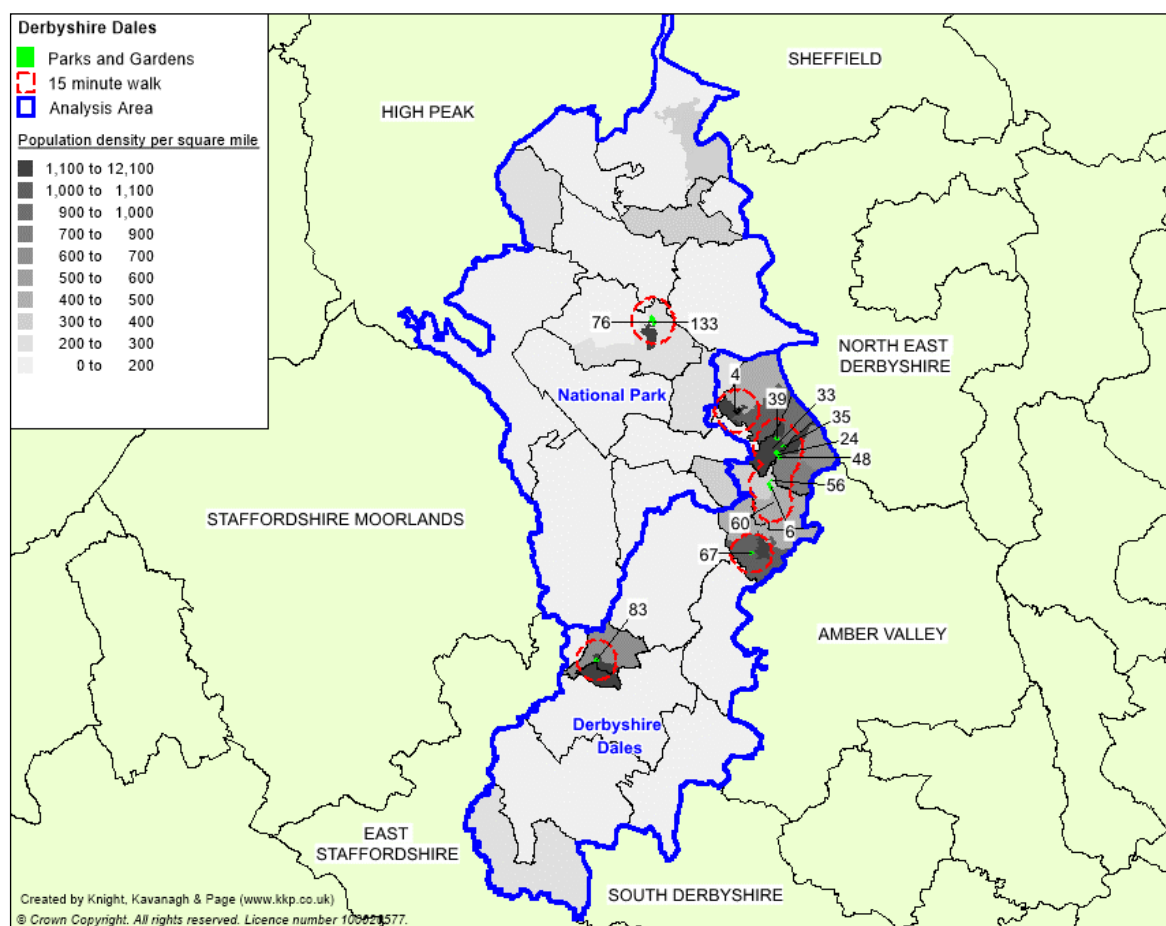 Derbyshire Dales
Parks and Gardens
15 minute walk
Analysis Area
Population density per square mile
1,100 to 12,100
1,000 to 1,100
900 to 1,000
700 to 900
600 to 700
500 to 600
400 to 500
300 to 400
200 to 300
0 to 200
SHEFFIELD
HIGH PEAK
76
133
NORTH EAST
DERBYSHIRE
4
National Park
39
33
35
24
48
56
STAFFORDSHIRE MOORLANDS
60
6
67
83
AMBER VALLEY
Derbyshire
Dales
EAST
STAFFORDSHIRE
SOUTH DERBYSHIRE
Created by Knight, Kavanagh & Page (www.kkp.co.uk)
© Crown Copyright. All rights reserved. Licence number